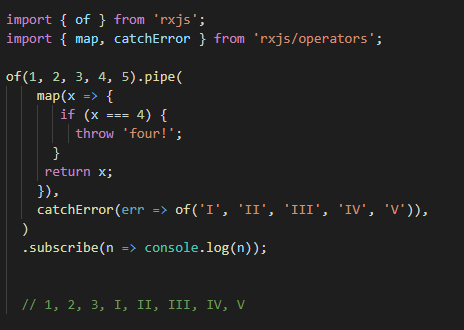 import { of } from 'rxjs';
import { map, catchError } from 'rxjs/operators';
of(1, 2, 3, 4, 5).pipe(
map(x => {
if (x === 4) {
throw 'four!';
}
return x;
}),
catchError(err => of('I', 'II', 'III', 'IV', 'V')),
)
.subscribe(n => console.log(n));
// 1, 2, 3, I, II, III, IV, V